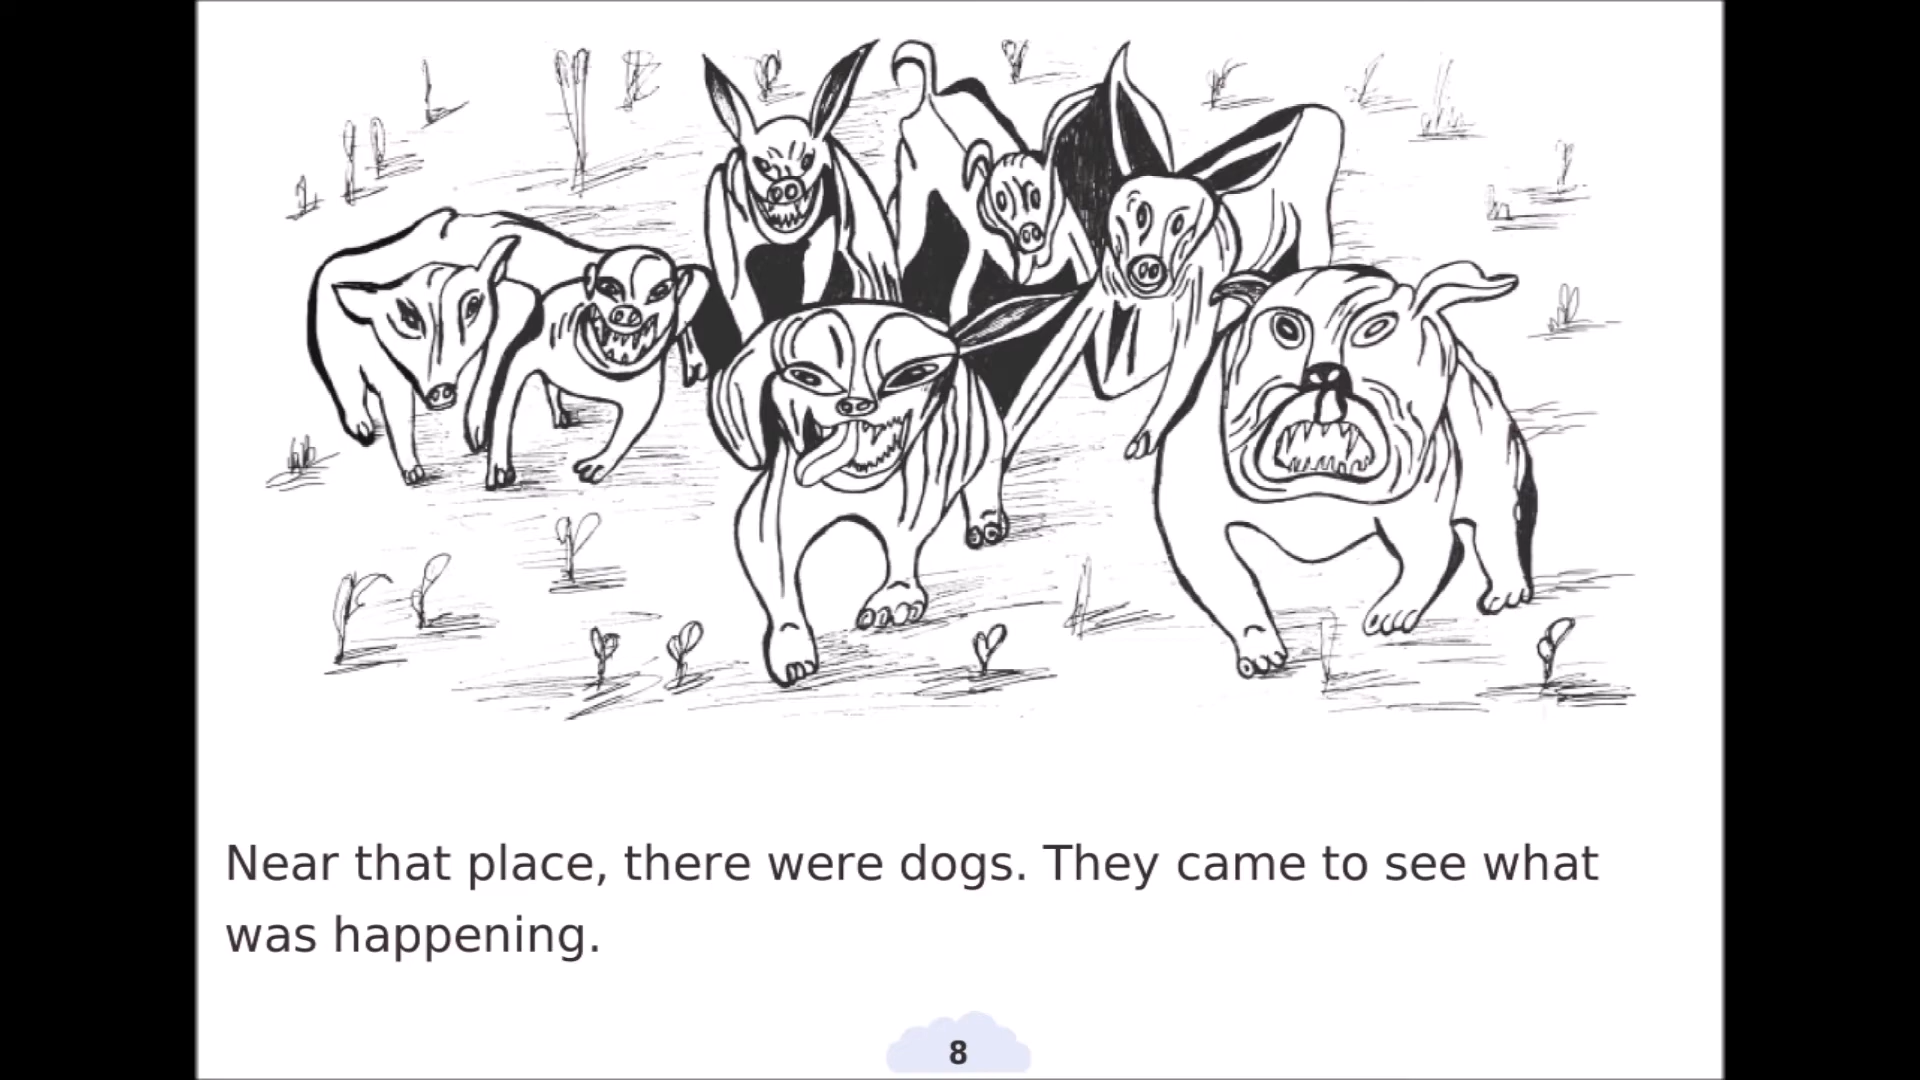 Near that place, there were dogs. They came to see what
was happening.
8